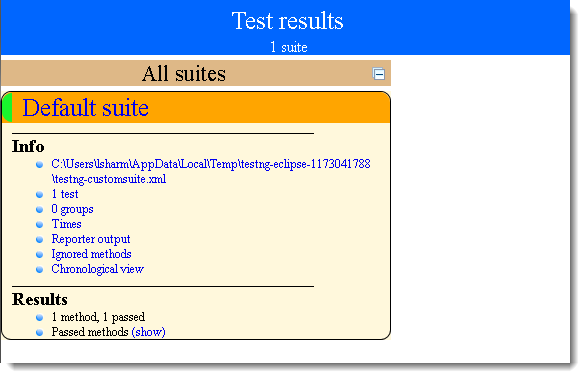 Test results
1 suite
All suites
Default suite
Info
C:\Users\lsharm\AppData\Local\Temp\testng-eclipse-1173041788
\testng-customsuite.xml
1 test
0 groups
Times
Reporter output
Ignored methods
Chronological view
Results
1 method, 1 passed
Passed methods (show)